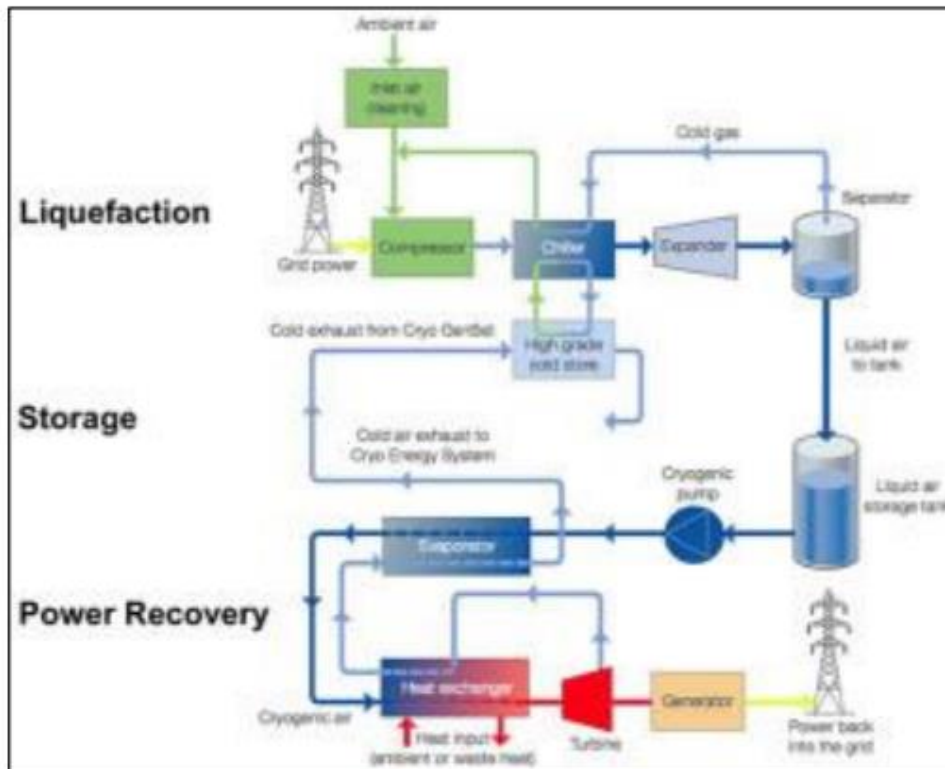 Ambient air
Inlet air
cleaning
Cold gas
Separator
Liquefaction
Compressor
Chiller
Expander
Grid power
Cold exhaust from Cryo GenSet
High grade
cold store
Liquid air
to tank
Storage
Cold air exhaust to
Cryo Energy System
Cryogenic
pump
Liquid air
storage tank
Evaporator
Power Recovery
Heat exchanger
Generator
Cryogenic air
Heat input
(ambient or waste heat)
Turbine
Power back
into the grid